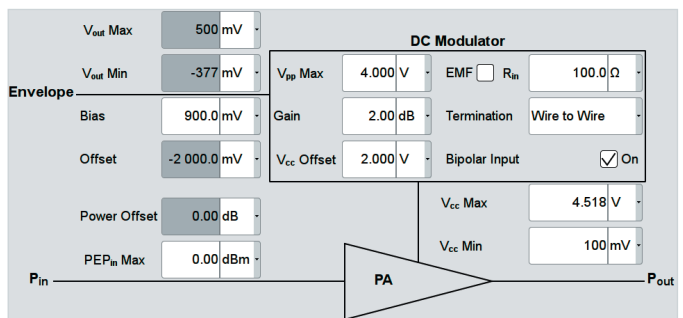 Vout Max 500 mV
DC Modulator
Vout Min -377 mV
Vpp Max 4.000 V EMF Rin 100.0 Ω
Envelope
Bias 900.0 mV
Gain 2.00 dB Termination Wire to Wire
Offset -2 000.0 mV
Vcc Offset 2.000 V Bipolar Input On
Vcc Max 4.518 V
Power Offset 0.00 dB
Vcc Min 100 mV
PEPin Max 0.00 dBm
Pin PA Pout